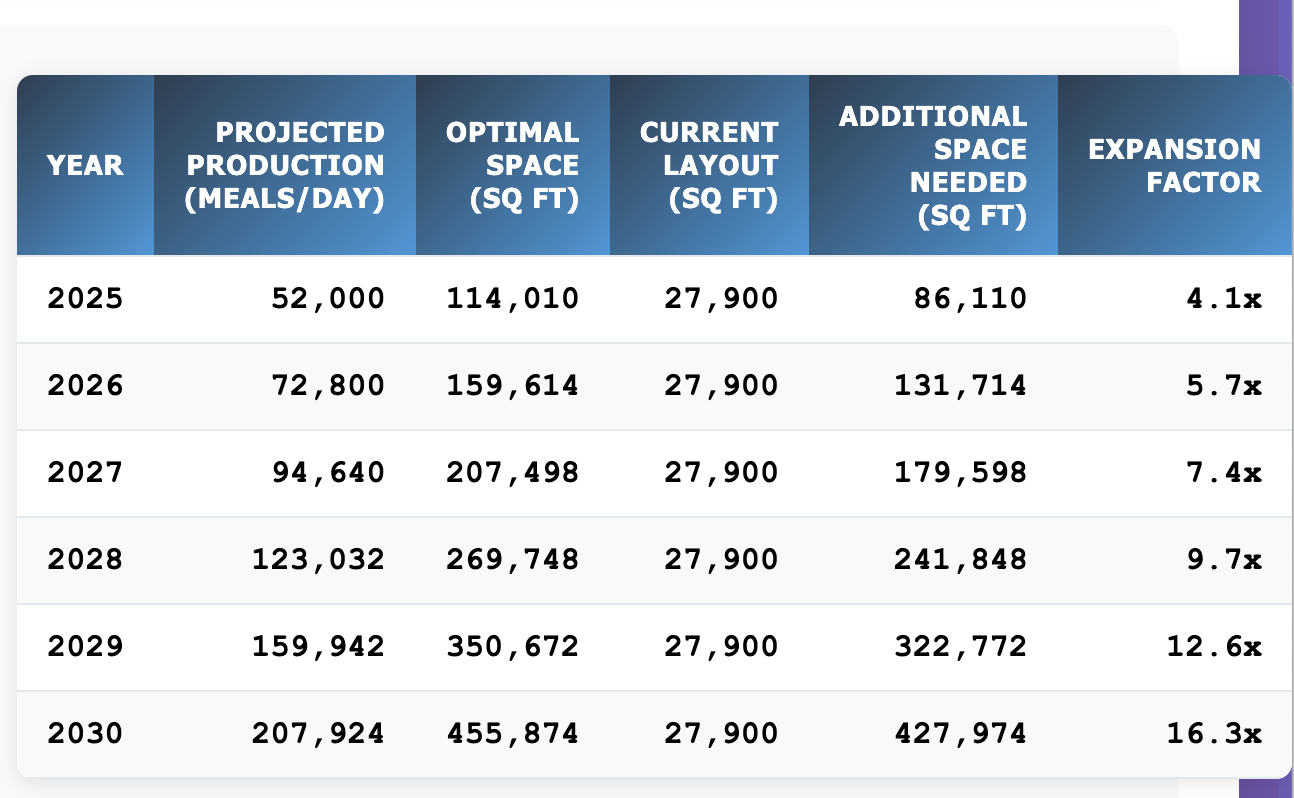 YEAR PROJECTED PRODUCTION (MEALS/DAY) OPTIMAL SPACE (SQ FT) CURRENT LAYOUT (SQ FT) ADDITIONAL SPACE NEEDED (SQ FT) EXPANSION FACTOR
2025 52,000 114,010 27,900 86,110 4.1x
2026 72,800 159,614 27,900 131,714 5.7x
2027 94,640 207,498 27,900 179,598 7.4x
2028 123,032 269,748 27,900 241,848 9.7x
2029 159,942 350,672 27,900 322,772 12.6x
2030 207,924 455,874 27,900 427,974 16.3x